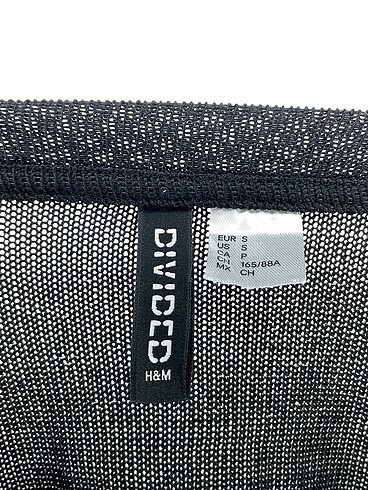 DIVIDED
H&M
EUR S
US S
CA P
CN 165/88A
MX CH